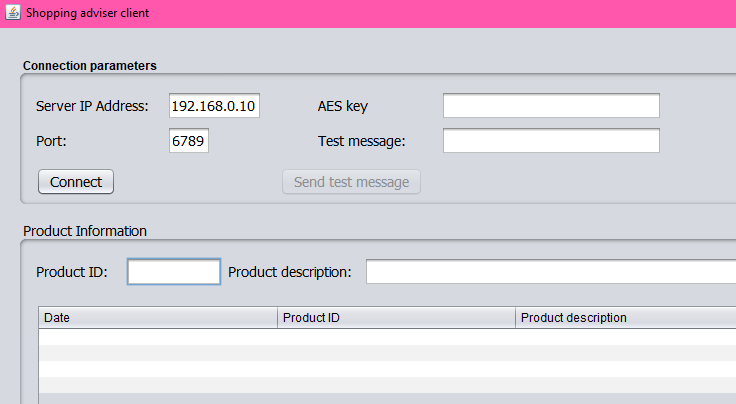 Shopping adviser client
Connection parameters
Server IP Address: 192.168.0.10 AES key
Port: 6789 Test message:
Connect Send test message
Product Information
Product ID: Product description:
Date Product ID Product description